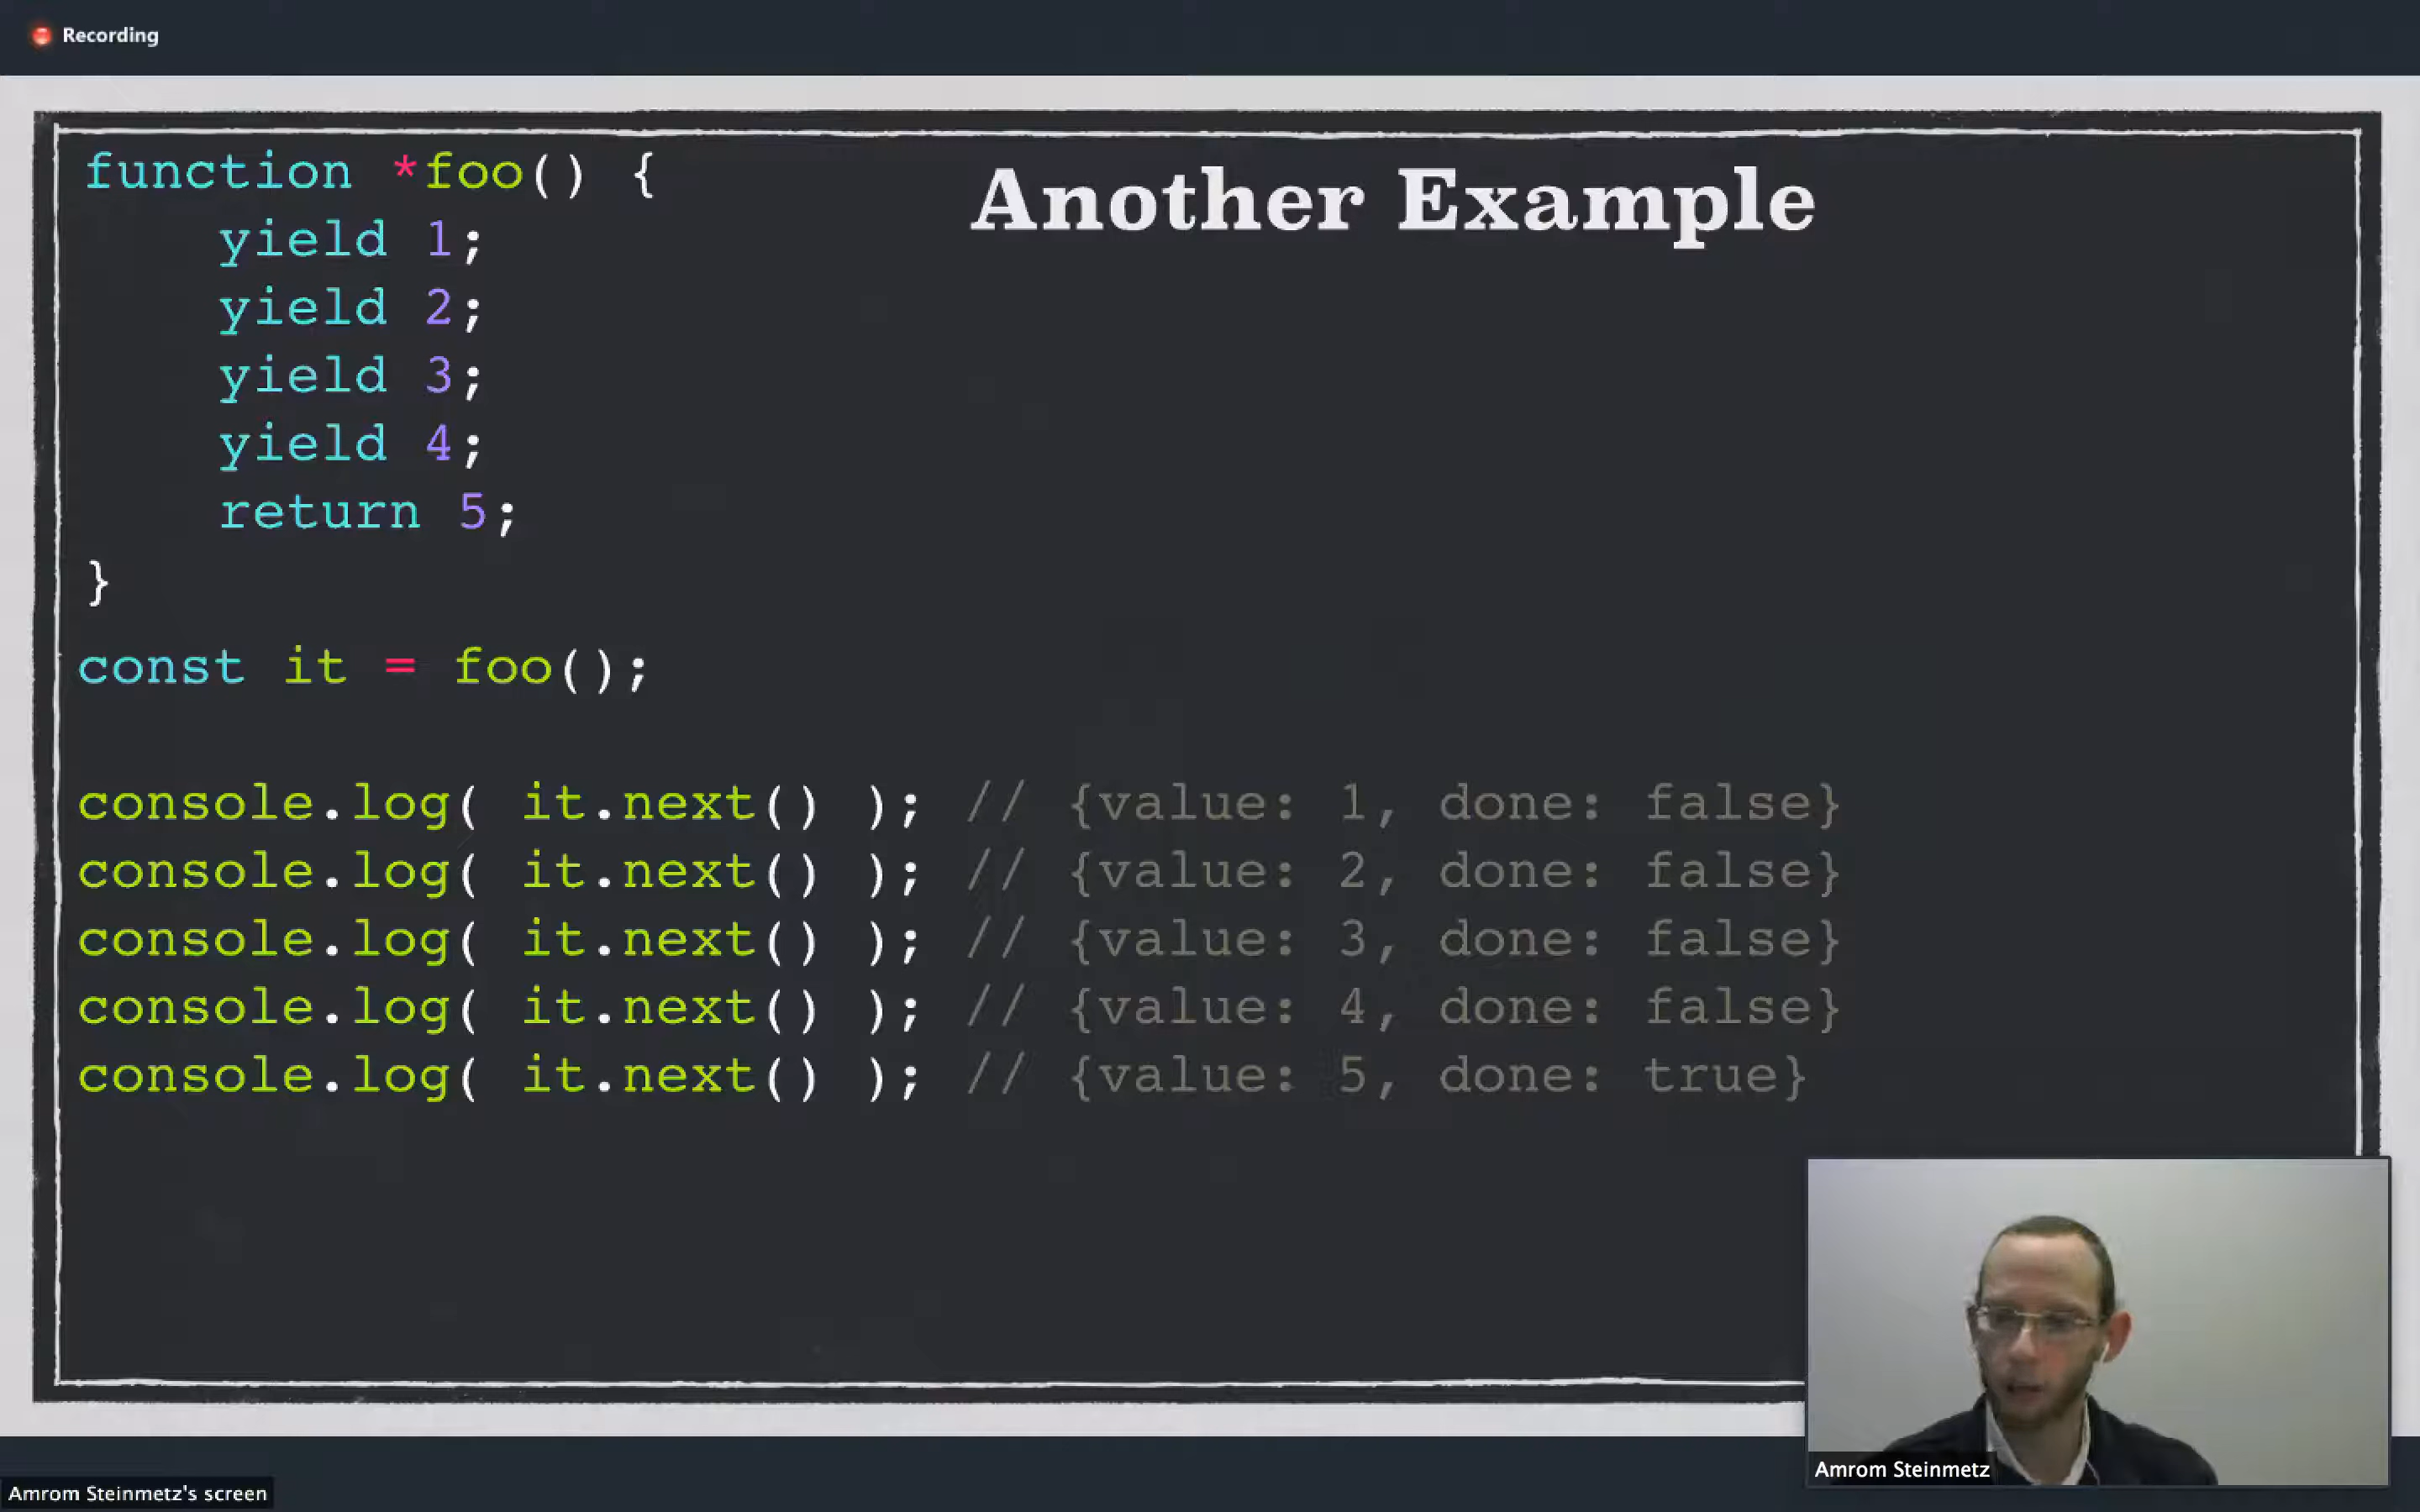 Recording
Another Example
function *foo() {
yield 1;
yield 2;
yield 3;
yield 4;
return 5;
}
const it = foo();
console.log( it.next() ); // {value: 1, done: false}
console.log( it.next() ); // {value: 2, done: false}
console.log( it.next() ); // {value: 3, done: false}
console.log( it.next() ); // {value: 4, done: false}
console.log( it.next() ); // {value: 5, done: true}
Amrom Steinmetz
Amrom Steinmetz's screen